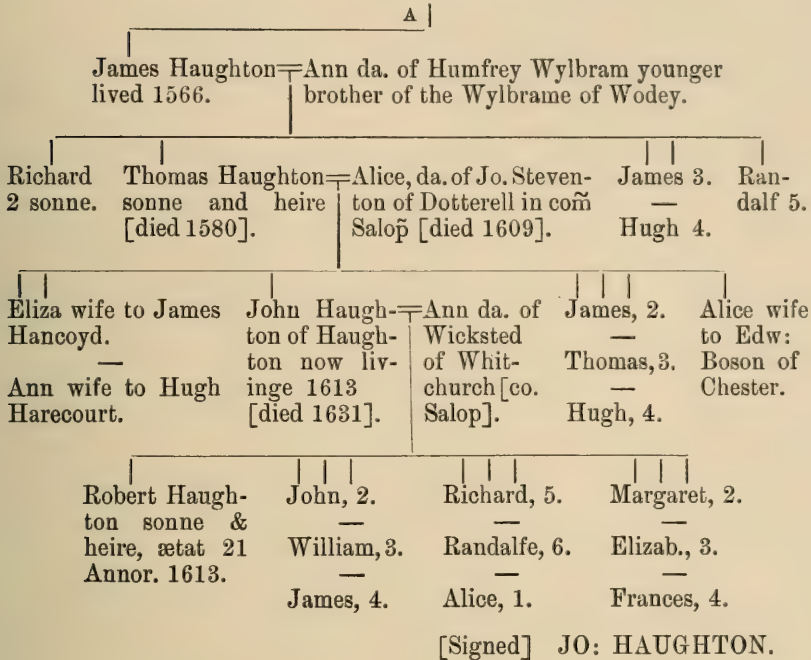 A
James Haughton=Ann da. of Humfrey Wylbram younger
lived 1566. brother of the Wylbrame of Wodey.
Richard
2 sonne.
Thomas Haughton=
sonne and heire
[died 1580].
Alice, da. of Jo. Steven-
ton of Dotterell in com̃
Salop̃ [died 1609].
James 3.
—
Hugh 4.
Ran-
dalf 5.
Eliza wife to James
Hancoyd.
—
Ann wife to Hugh
Harecourt.
John Haugh-=
ton of Haugh-
ton now liv-
inge 1613
[died 1631].
Ann da. of
Wicksted
of Whit-
church [co.
Salop].
James, 2.
—
Thomas, 3.
—
Hugh, 4.
Alice wife
to Edw:
Boson of
Chester.
Robert Haugh-
ton sonne &
heire, ætat 21
Annor. 1613.
John, 2.
—
William, 3.
—
James, 4.
Richard, 5.
—
Randalfe, 6.
—
Alice, 1.
Margaret, 2.
—
Elizab., 3.
—
Frances, 4.
[Signed] JO: HAUGHTON.